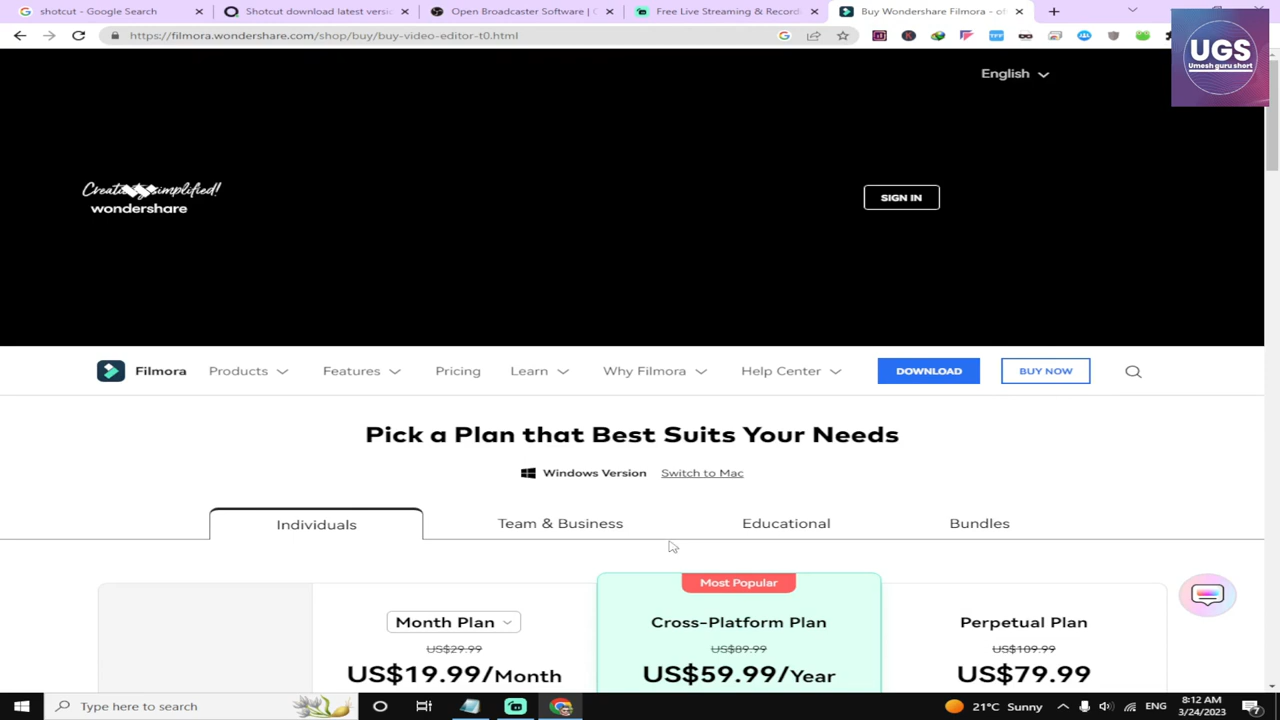 shotcut - Google Search
Shotcut download latest versi
Open Broadcaster Software | O
Free Live Streaming & Record
Buy Wondershare Filmora - of
https://filmora.wondershare.com/shop/buy/buy-video-editor-t0.html
UGS
Umesh guru short
English
wondershare
SIGN IN
Filmora Products Features Pricing Learn Why Filmora Help Center DOWNLOAD BUY NOW
Pick a Plan that Best Suits Your Needs
Windows Version Switch to Mac
Individuals Team & Business Educational Bundles
Most Popular
Month Plan Cross-Platform Plan Perpetual Plan
US$29.99 US$89.99 US$109.99
US$19.99/Month US$59.99/Year US$79.99
Type here to search
21°C Sunny
ENG
8:12 AM
3/24/2023
7